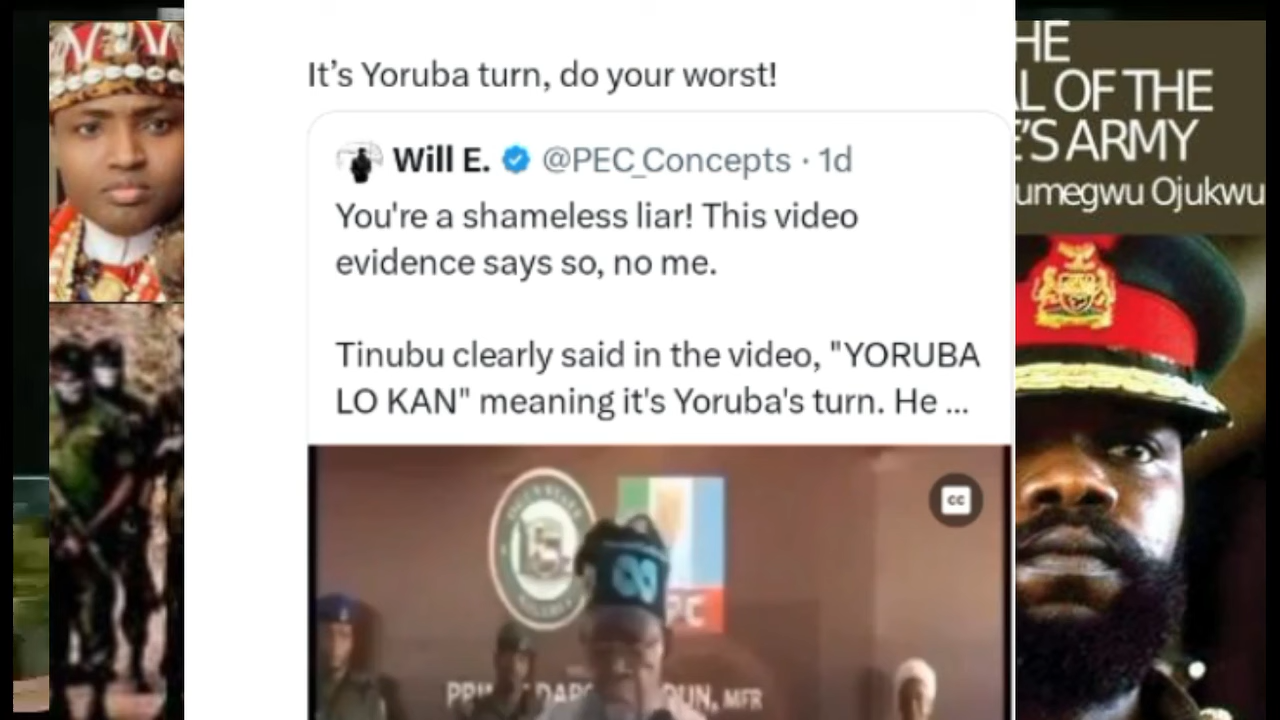 It’s Yoruba turn, do your worst!
Will E. @PEC_Concepts · 1d
You're a shameless liar! This video
evidence says so, no me.
Tinubu clearly said in the video, "YORUBA
LO KAN" meaning it's Yoruba's turn. He ...
cc
MFR
HE
L OF THE
'S ARMY
umegwu Ojukwu